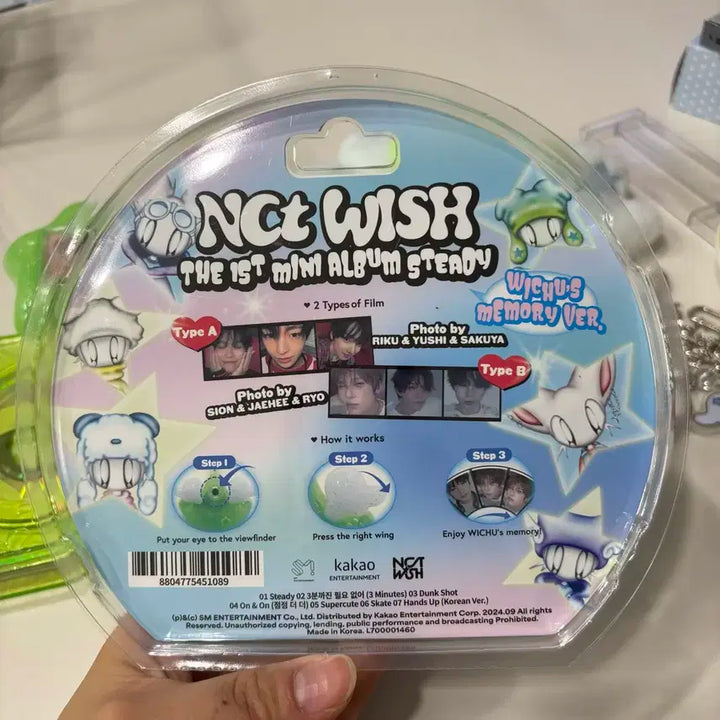 NCt WISH
THE 1ST MINI ALBUM STEADY
WICHU'S
MEMORY VER.
♥ 2 Types of Film
Type A
Photo by
RIKU & YUSHI & SAKUYA
Type B
Photo by
SION & JAEHEE & RYO
♥ How it works
Step 1
Step 2
Step 3
Put your eye to the viewfinder
Press the right wing
Enjoy WICHU's memory!
8804775451089
SM
ENTERTAINMENT
kakao
ENTERTAINMENT
NCT
WISH
01 Steady 02 3분까진 필요 없어 (3 Minutes) 03 Dunk Shot
04 On & On (점점 더 더) 05 Supercute 06 Skate 07 Hands Up (Korean Ver.)
(p)&(c) SM ENTERTAINMENT Co., Ltd. Distributed by Kakao Entertainment Corp. 2024.09 All rights
Reserved. Unauthorized copying, lending, public performance and broadcasting Prohibited.
Made in Korea. L700001460